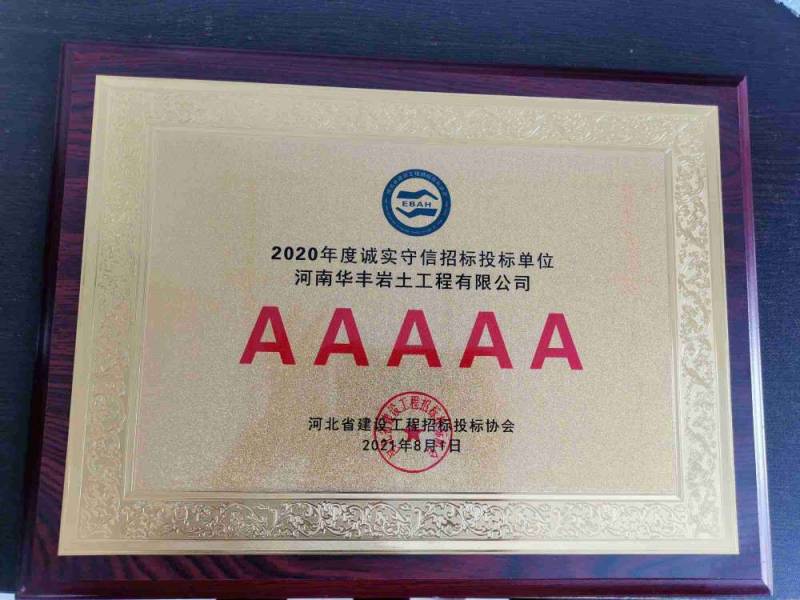 EBAH
2020年度诚实守信招标投标单位
河南华丰岩土工程有限公司
AAAAA
河北省建设工程招标投标协会
2021年8月1日